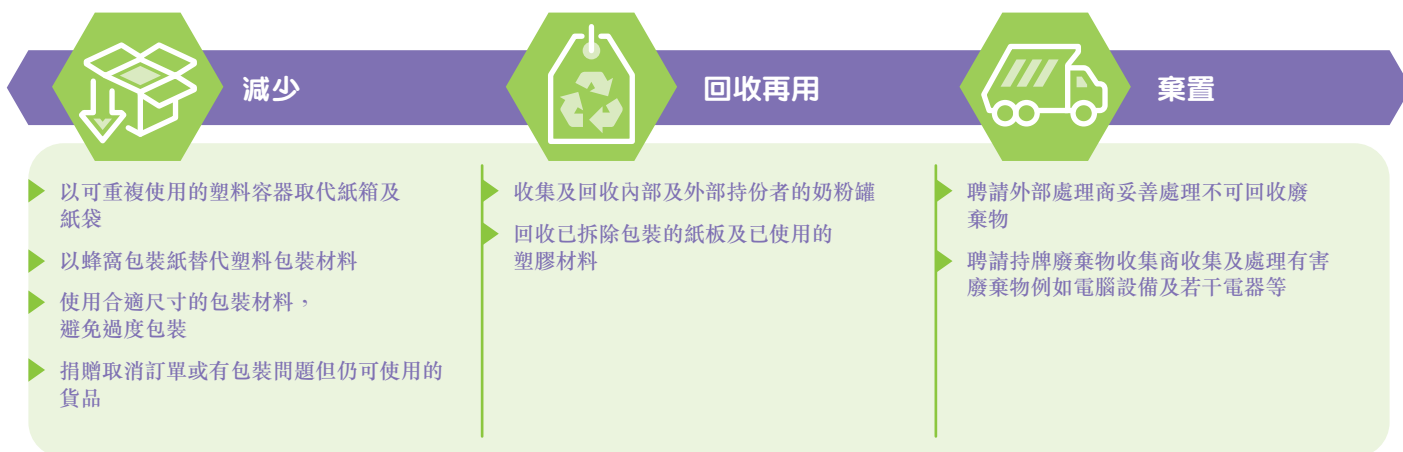 減少
以可重複使用的塑料容器取代紙箱及
紙袋
以蜂窩包裝紙替代塑料包裝材料
使用合適尺寸的包裝材料，
避免過度包裝
捐贈取消訂單或有包裝問題但仍可使用的
貨品
回收再用
收集及回收內部及外部持份者的奶粉罐
回收已拆除包裝的紙板及已使用的
塑膠材料
棄置
聘請外部處理商妥善處理不可回收廢
棄物
聘請持牌廢棄物收集商收集及處理有害
廢棄物例如電腦設備及若干電器等